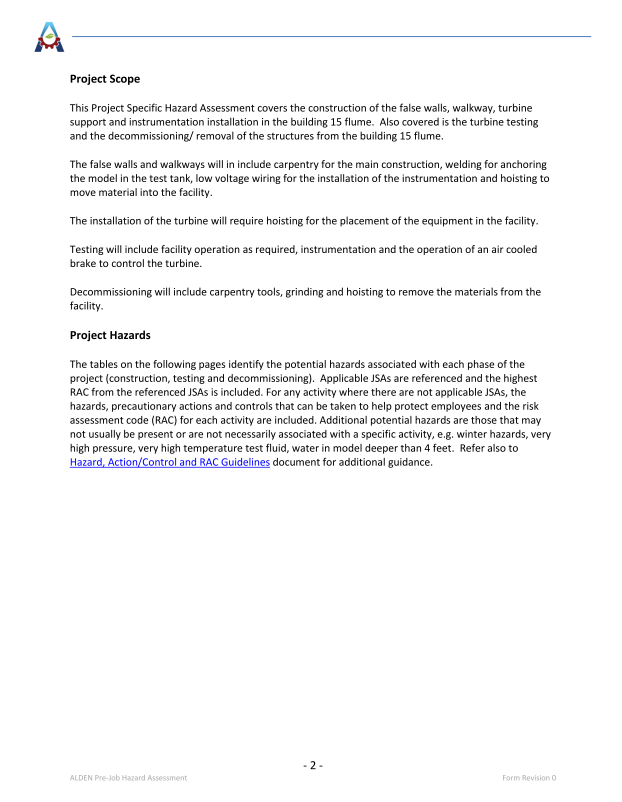 Project Scope
This Project Specific Hazard Assessment covers the construction of the false walls, walkway, turbine
support and instrumentation installation in the building 15 flume.  Also covered is the turbine testing
and the decommissioning/ removal of the structures from the building 15 flume.
The false walls and walkways will in include carpentry for the main construction, welding for anchoring
the model in the test tank, low voltage wiring for the installation of the instrumentation and hoisting to
move material into the facility.
The installation of the turbine will require hoisting for the placement of the equipment in the facility.
Testing will include facility operation as required, instrumentation and the operation of an air cooled
brake to control the turbine.
Decommissioning will include carpentry tools, grinding and hoisting to remove the materials from the
facility.
Project Hazards
The tables on the following pages identify the potential hazards associated with each phase of the
project (construction, testing and decommissioning).  Applicable JSAs are referenced and the highest
RAC from the referenced JSAs is included. For any activity where there are not applicable JSAs, the
hazards, precautionary actions and controls that can be taken to help protect employees and the risk
assessment code (RAC) for each activity are included. Additional potential hazards are those that may
not usually be present or are not necessarily associated with a specific activity, e.g. winter hazards, very
high pressure, very high temperature test fluid, water in model deeper than 4 feet.  Refer also to
Hazard, Action/Control and RAC Guidelines document for additional guidance.
- 2 -
ALDEN Pre-Job Hazard Assessment
Form Revision 0